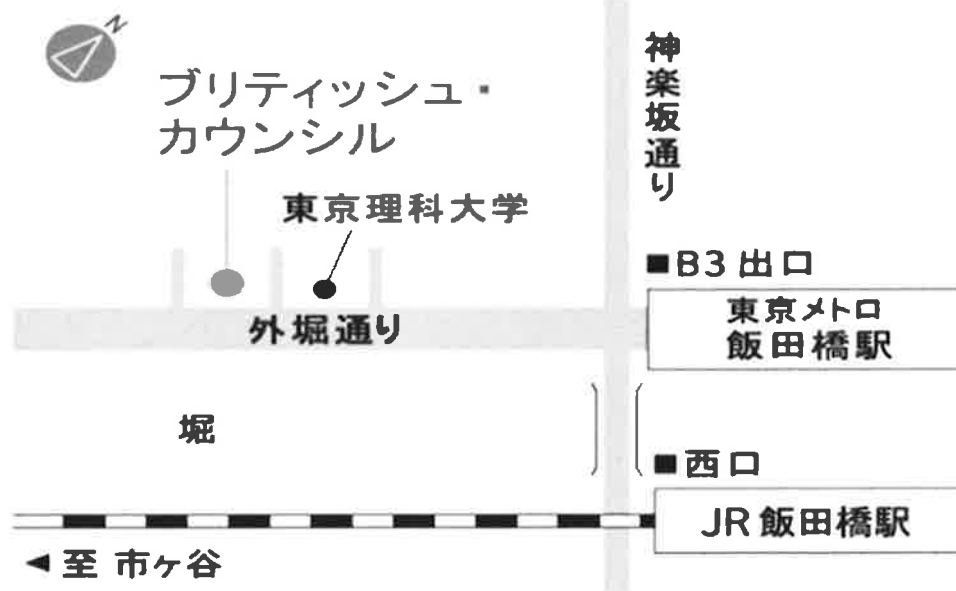 N
ブリティッシュ・
カウンシル
神楽坂通り
東京理科大学
■B3 出口
東京メトロ
飯田橋駅
外堀通り
堀
■西口
JR 飯田橋駅
◀至 市ヶ谷